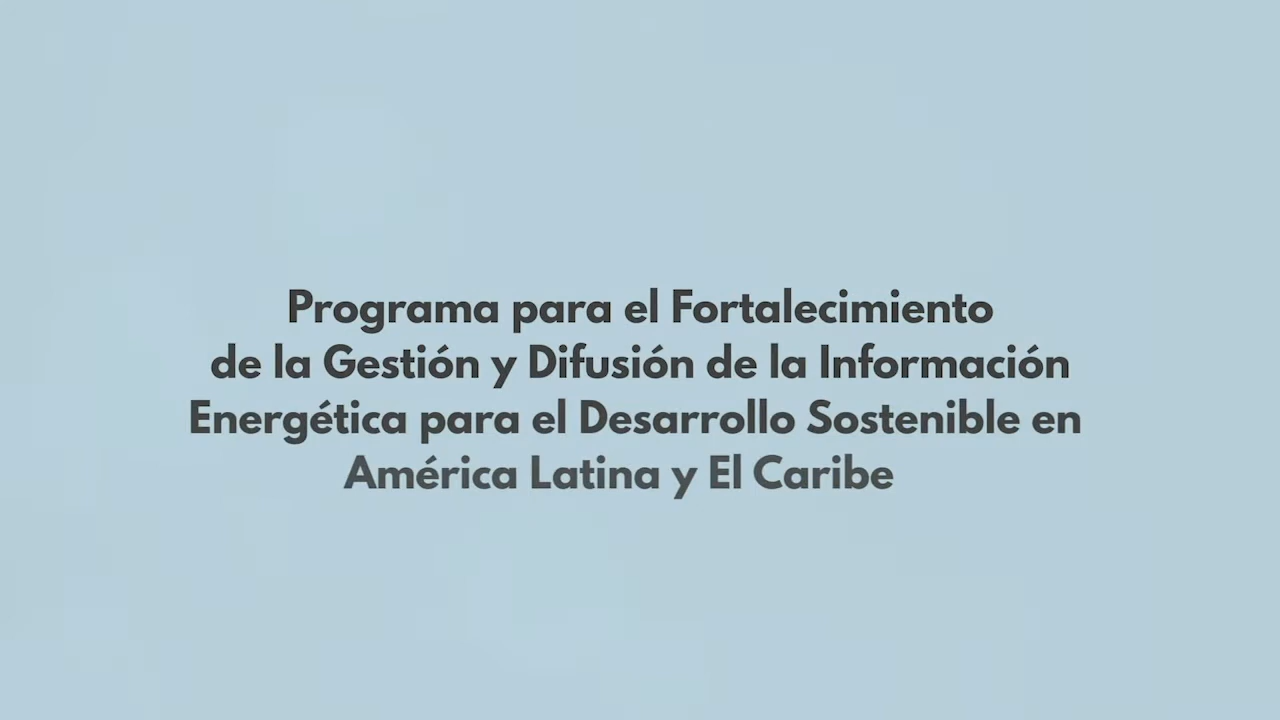 Programa para el Fortalecimiento
de la Gestión y Difusión de la Información
Energética para el Desarrollo Sostenible en
América Latina y El Caribe